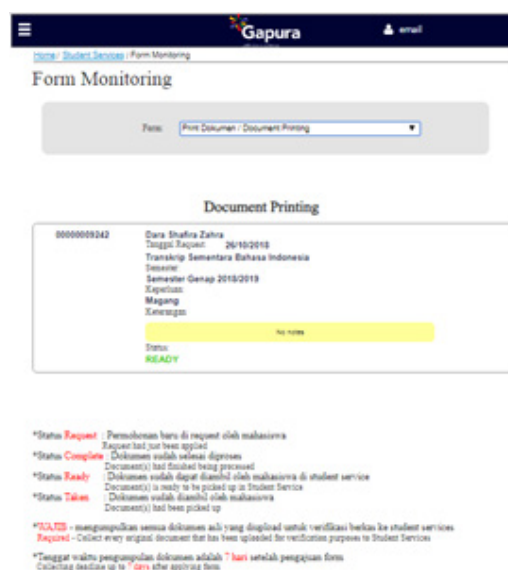 Gapura
email
Home / Student Services / Form Monitoring
Form Monitoring
Form: Print Dokumen / Document Printing
Document Printing
00000009242 Dara Shafira Zahra
Tanggal Request: 26/10/2018
Transkrip Sementara Bahasa Indonesia
Semester:
Semester Genap 2018/2019
Keperluan:
Magang
Keterangan:
No notes
Status:
READY
*Status Request : Permohonan baru di request oleh mahasiswa
Request had just been applied
*Status Complete : Dokumen sudah selesai diproses
Document(s) had finished being processed
*Status Ready : Dokumen sudah dapat diambil oleh mahasiswa di student service
Document(s) is ready to be picked up in Student Service
*Status Taken : Dokumen sudah diambil oleh mahasiswa
Document(s) had been picked up
*WAJIB - mengumpulkan semua dokumen asli yang diupload untuk verifikasi berkas ke student services
Required - Collect every original document that has been uploaded for verification purposes to Student Services
*Tenggat waktu pengumpulan dokumen adalah 7 hari setelah pengajuan form
Collecting deadline up to 7 days after applying form